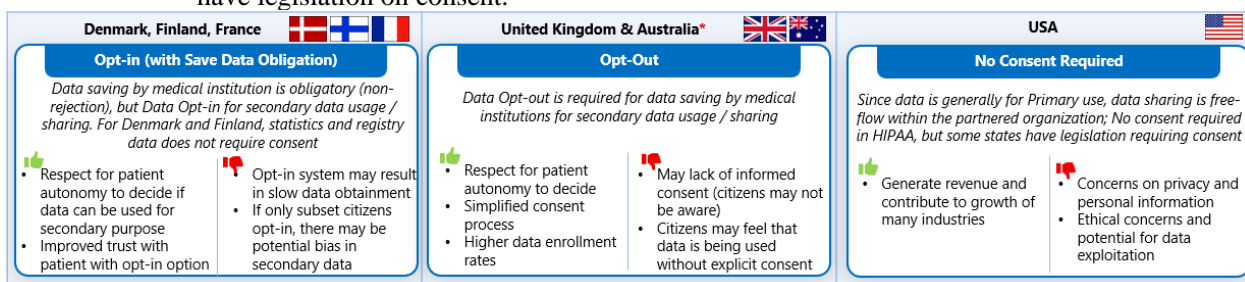 have legislation on consent.
Denmark, Finland, France
Opt-in (with Save Data Obligation)
Data saving by medical institution is obligatory (non-
rejection), but Data Opt-in for secondary data usage /
sharing. For Denmark and Finland, statistics and registry
data does not require consent
• Respect for patient
autonomy to decide if
data can be used for
secondary purpose
• Improved trust with
patient with opt-in option
• Opt-in system may result
in slow data obtainment
• If only subset citizens
opt-in, there may be
potential bias in
secondary data
United Kingdom & Australia*
Opt-Out
Data Opt-out is required for data saving by medical
institutions for secondary data usage / sharing
• Respect for patient
autonomy to decide
• Simplified consent
process
• Higher data enrollment
rates
• May lack of informed
consent (citizens may not
be aware)
• Citizens may feel that
data is being used
without explicit consent
USA
No Consent Required
Since data is generally for Primary use, data sharing is free-
flow within the partnered organization; No consent required
in HIPAA, but some states have legislation requiring consent
• Generate revenue and
contribute to growth of
many industries
• Concerns on privacy and
personal information
• Ethical concerns and
potential for data
exploitation